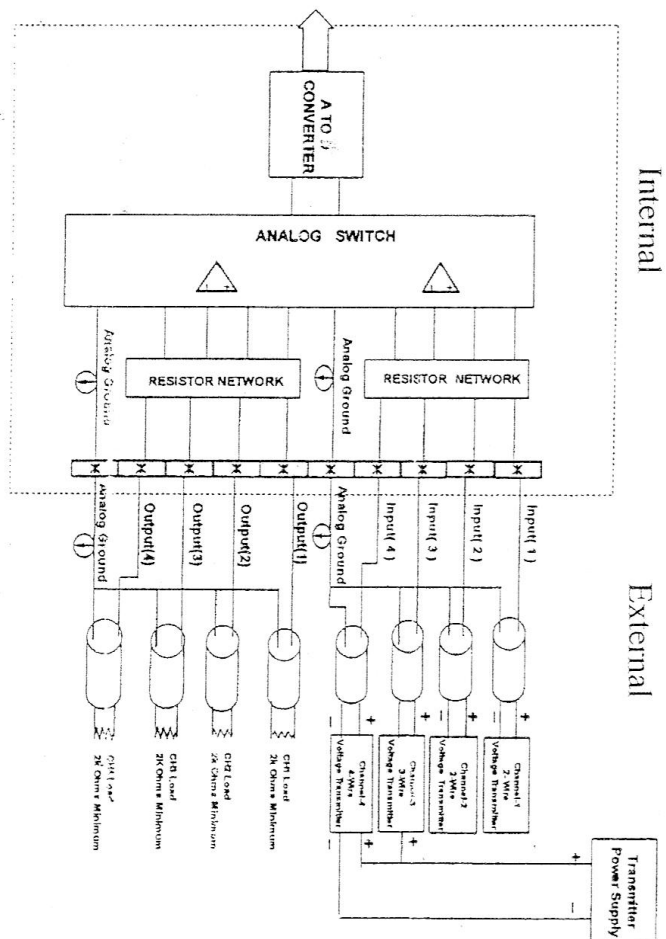 Internal
External
A TO
CONVERTER
ANALOG SWITCH
- +
- +
RESISTOR NETWORK
RESISTOR NETWORK
Analog Ground
Analog Ground
Analog Ground
Output(4)
Output(3)
Output(2)
Output(1)
Analog Ground
Input( 4 )
Input( 3 )
Input( 2 )
Input( 1 )
Load
2K Ohms Minimum
CH3 Load
2K Ohms Minimum
CH2 Load
2k Ohms Minimum
CH1 Load
2K Ohms Minimum
- +
Channel-4
4-Wire
Voltage Transmitter
- +
- +
Channel-3
3-Wire
Voltage Transmitter
+
- +
Channel-2
2-Wire
Voltage Transmitter
- +
Channel-1
2-Wire
Voltage Transmitter
+
-
Transmitter
Power Supply